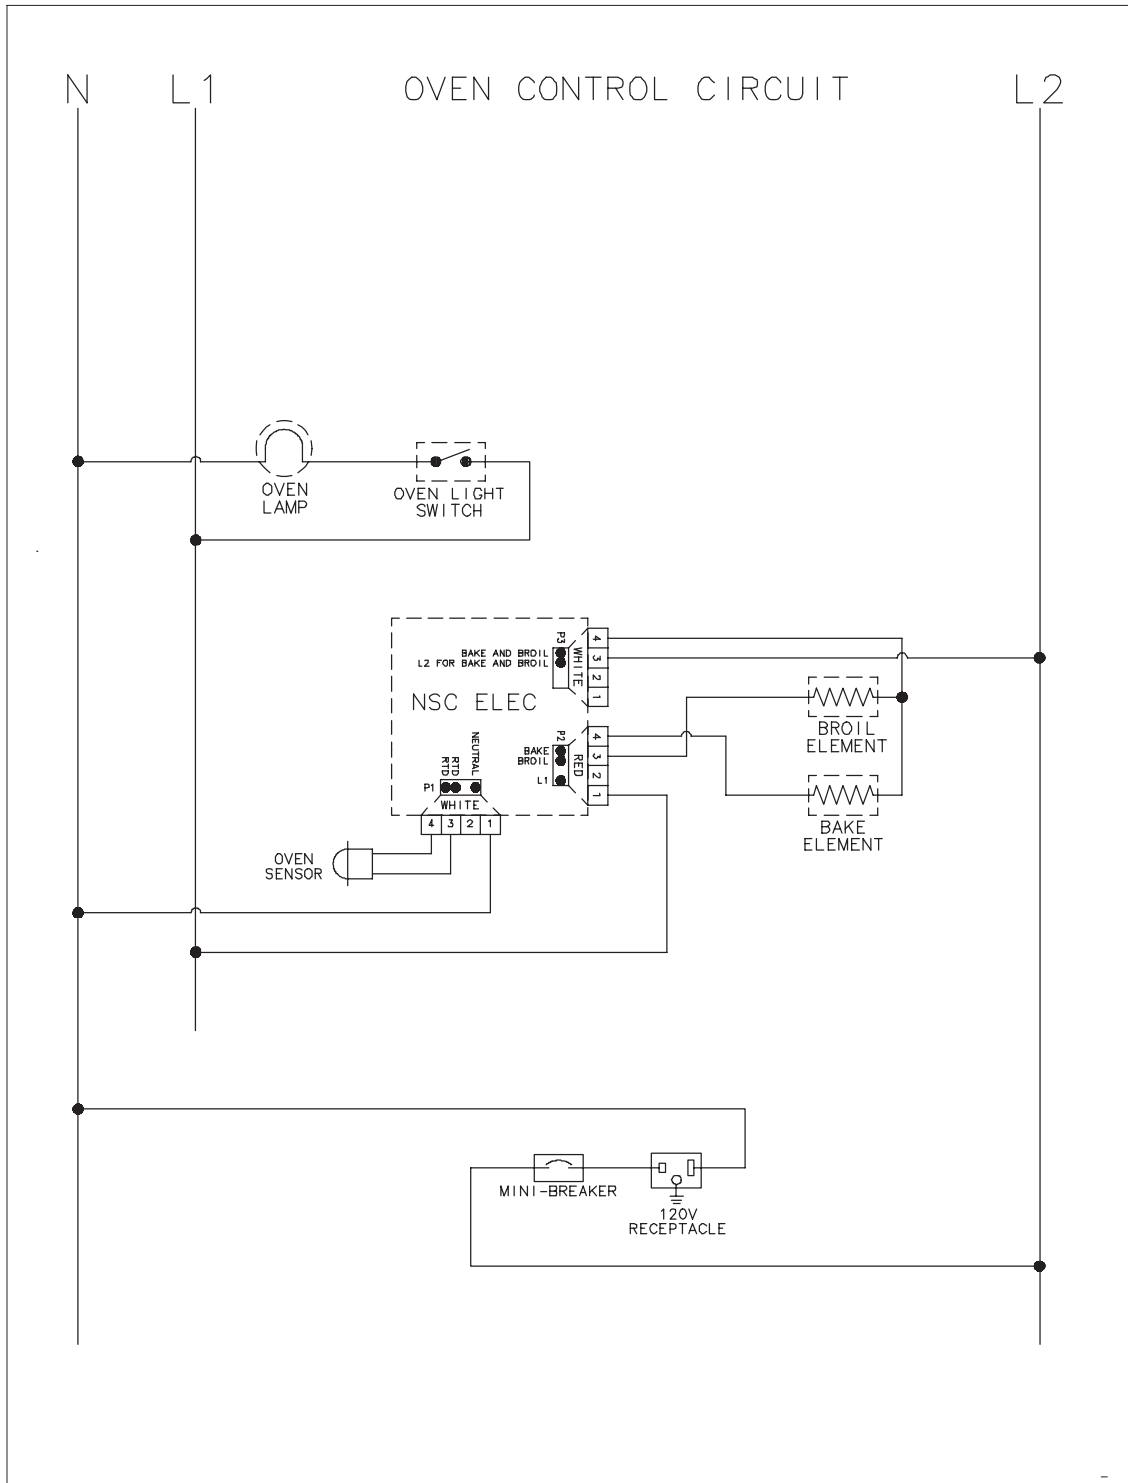 N L1 OVEN CONTROL CIRCUIT L2
OVEN
LAMP
OVEN LIGHT
SWITCH
P3
BAKE AND BROIL
L2 FOR BAKE AND BROIL
WHITE
4
3
2
1
NSC ELEC
BROIL
ELEMENT
P2
BAKE
BROIL
L1
RED
4
3
2
1
NEUTRAL
RTD
RTD
P1
WHITE
4 3 2 1
BAKE
ELEMENT
OVEN
SENSOR
MINI-BREAKER
120V
RECEPTACLE